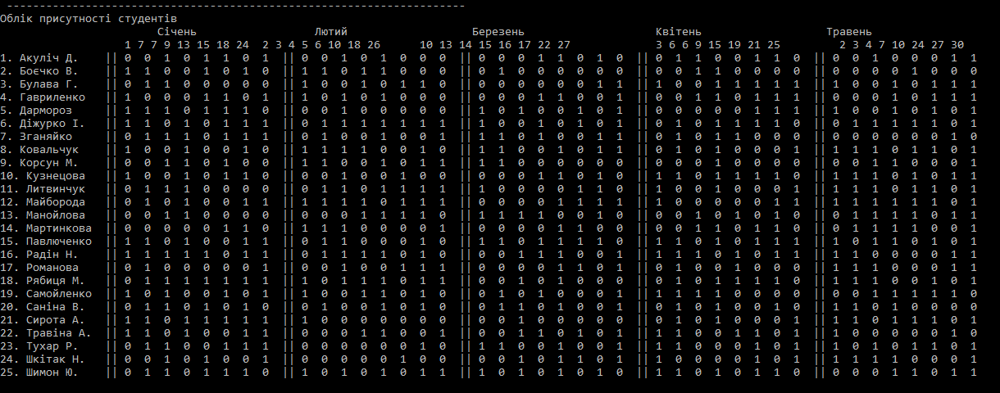 ----------------------------------------------------------------------
Облік присутності студентів
Січень Лютий Березень Квітень Травень
1 7 7 9 13 15 18 24 2 3 4 5 6 10 18 26 10 13 14 15 16 17 22 27 3 6 6 9 15 19 21 25 2 3 4 7 10 24 27 30
1. Акуліч Д. || 0 0 1 0 1 1 0 1 || 0 0 1 0 1 0 0 0 || 0 0 0 1 1 0 1 0 || 0 1 1 0 0 1 1 0 || 0 0 1 0 0 0 1 1
2. Боєчко В. || 1 1 0 0 1 0 1 0 || 1 1 0 1 1 0 0 0 || 0 1 0 0 0 0 0 0 || 0 0 1 1 0 0 0 0 || 0 0 0 0 1 0 0 0
3. Булава Г. || 0 1 0 0 0 0 0 1 || 1 0 0 1 0 1 1 0 || 0 0 0 0 1 0 0 1 || 1 0 1 1 1 1 1 1 || 1 0 1 1 0 1 1 1
4. Гавриленко || 1 0 0 0 1 1 0 1 || 1 0 0 1 0 1 0 0 || 0 0 0 1 1 0 0 1 || 0 0 1 1 1 0 1 1 || 0 0 1 1 1 1 1 1
5. Дармороз || 1 1 1 0 1 1 1 0 || 1 0 0 1 0 0 0 0 || 1 0 1 0 0 1 0 1 || 0 0 0 0 1 1 1 1 || 0 0 0 0 1 1 1 1
6. Діжурко І. || 1 1 0 1 0 1 1 0 || 0 1 1 1 1 1 1 1 || 1 1 0 1 0 0 1 1 || 1 0 1 0 1 1 0 0 || 0 1 1 1 1 0 1 0
7. Зганяйко || 0 1 1 1 0 1 1 1 || 0 1 0 0 1 0 0 1 || 1 1 0 1 0 0 0 1 || 0 0 1 1 1 0 0 0 || 0 0 0 0 0 0 1 0
8. Ковальчук || 1 0 0 1 0 0 1 0 || 1 1 1 1 0 0 1 0 || 1 1 0 0 1 0 1 1 || 0 0 1 0 1 1 0 0 || 1 1 0 1 1 0 1 1
9. Корсун М. || 0 0 1 1 0 1 0 0 || 1 1 0 1 0 0 1 1 || 1 1 0 0 0 0 0 0 || 1 1 1 1 1 1 1 0 || 1 0 1 1 0 1 0 1
10. Кузнецова || 1 0 0 1 1 1 1 0 || 0 0 1 0 0 1 0 0 || 0 0 0 1 1 0 1 0 || 1 0 0 0 1 1 1 1 || 1 1 1 0 1 1 0 1
11. Литвинчук || 0 1 1 0 0 0 0 0 || 1 1 0 1 0 1 1 1 || 0 0 0 1 0 0 1 0 || 1 0 0 1 0 0 0 0 || 1 1 1 0 1 0 1 1
12. Майборода || 0 1 0 1 0 0 1 1 || 1 1 1 1 0 1 1 1 || 0 0 0 0 1 1 1 1 || 1 0 0 0 0 0 1 1 || 0 1 1 1 1 1 0 1
13. Манойлова || 0 1 1 0 0 0 0 0 || 0 0 0 1 1 1 1 0 || 1 1 1 1 0 0 1 0 || 0 0 1 0 1 1 0 1 || 0 1 0 1 1 0 0 1
14. Мартинкова || 0 0 0 0 0 1 1 1 || 1 1 1 0 0 0 0 1 || 0 0 0 0 1 1 0 0 || 0 0 1 0 1 1 1 0 || 1 1 1 1 1 0 0 1
15. Павлюченко || 1 1 0 1 0 0 1 1 || 0 1 1 1 0 0 1 0 || 1 1 0 1 1 1 1 0 || 1 1 0 1 0 0 1 0 || 1 0 1 1 0 1 1 1
16. Радін Н. || 1 1 1 1 1 0 1 1 || 0 1 0 0 1 0 1 0 || 0 0 1 1 1 1 0 0 || 1 0 1 1 1 0 1 0 || 1 1 0 0 0 0 1 1
17. Романова || 0 1 0 0 0 0 0 1 || 0 0 1 0 0 1 1 1 || 0 0 0 0 1 0 0 1 || 0 0 0 0 1 1 0 0 || 0 1 0 1 0 1 0 1
18. Рябиця М. || 0 1 1 0 1 1 1 1 || 1 0 0 1 1 1 0 1 || 0 0 1 1 0 1 1 1 || 0 0 0 0 1 1 1 1 || 1 1 0 0 1 1 0 1
19. Самойленко || 1 0 1 0 0 1 0 1 || 1 0 0 1 1 0 1 0 || 0 1 0 1 0 1 0 0 || 1 1 1 1 0 0 0 0 || 0 0 1 1 1 1 1 0
20. Саніна В. || 0 1 1 0 1 0 1 0 || 0 0 1 1 0 1 0 0 || 0 1 1 0 1 0 1 0 || 0 1 0 1 0 0 1 0 || 0 1 0 1 1 0 0 0
21. Сирота А. || 1 1 0 1 1 1 1 1 || 1 0 0 0 0 0 0 0 || 0 0 1 0 0 0 0 1 || 0 1 0 1 0 0 0 1 || 0 0 1 1 1 1 0 1
22. Травіна А. || 1 1 0 1 0 0 1 1 || 0 0 0 1 1 0 0 1 || 0 0 1 1 0 1 0 1 || 0 1 1 0 1 1 0 1 || 1 0 0 0 0 0 1 0
23. Тухар Р. || 0 1 1 0 0 1 1 1 || 0 0 0 0 0 1 0 0 || 0 1 1 0 1 0 1 0 || 1 1 0 0 1 1 1 1 || 0 1 0 0 1 1 0 1
24. Шкітак Н. || 0 0 1 0 1 0 0 1 || 0 0 0 0 0 0 1 0 || 0 0 1 0 1 1 0 1 || 1 1 0 0 0 1 0 0 || 1 1 1 1 0 0 0 1
25. Шимон Ю. || 0 1 1 0 1 1 0 1 || 1 0 1 0 1 0 1 1 || 1 0 1 0 1 0 1 0 || 1 1 0 1 0 1 1 0 || 0 0 0 1 1 0 1 1